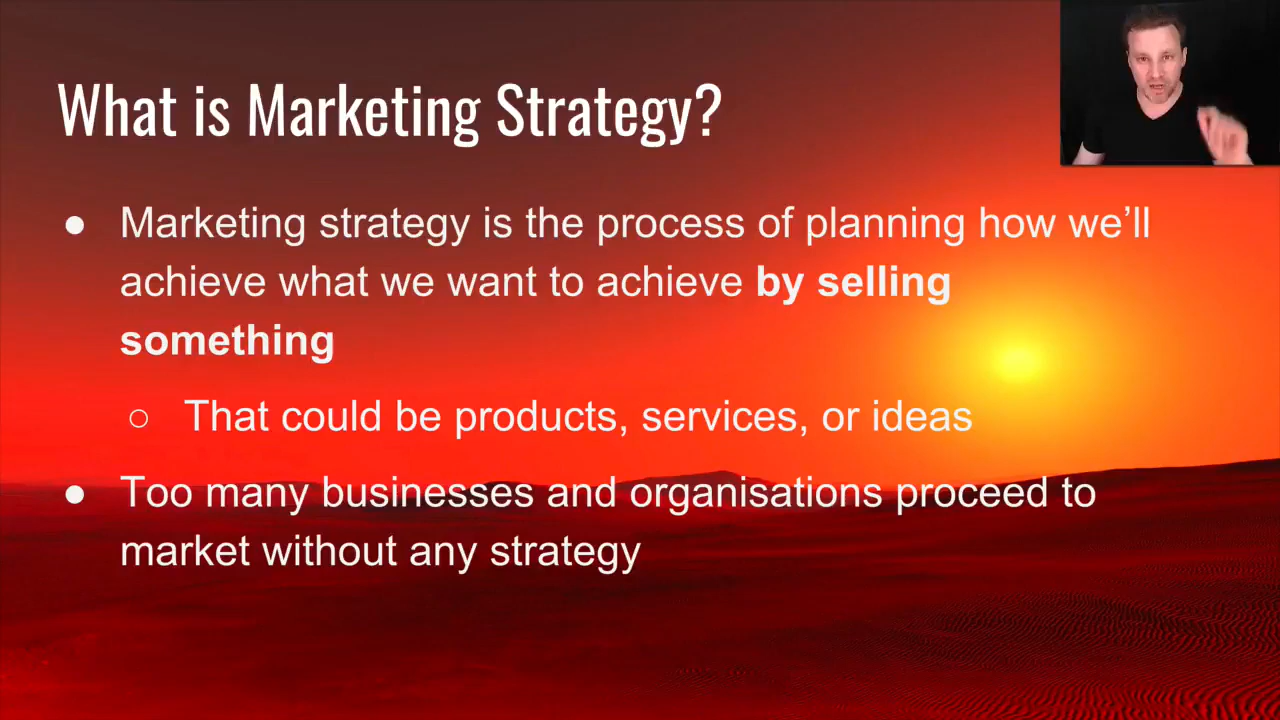 What is Marketing Strategy?
● Marketing strategy is the process of planning how we’ll
achieve what we want to achieve by selling
something
○ That could be products, services, or ideas
● Too many businesses and organisations proceed to
market without any strategy